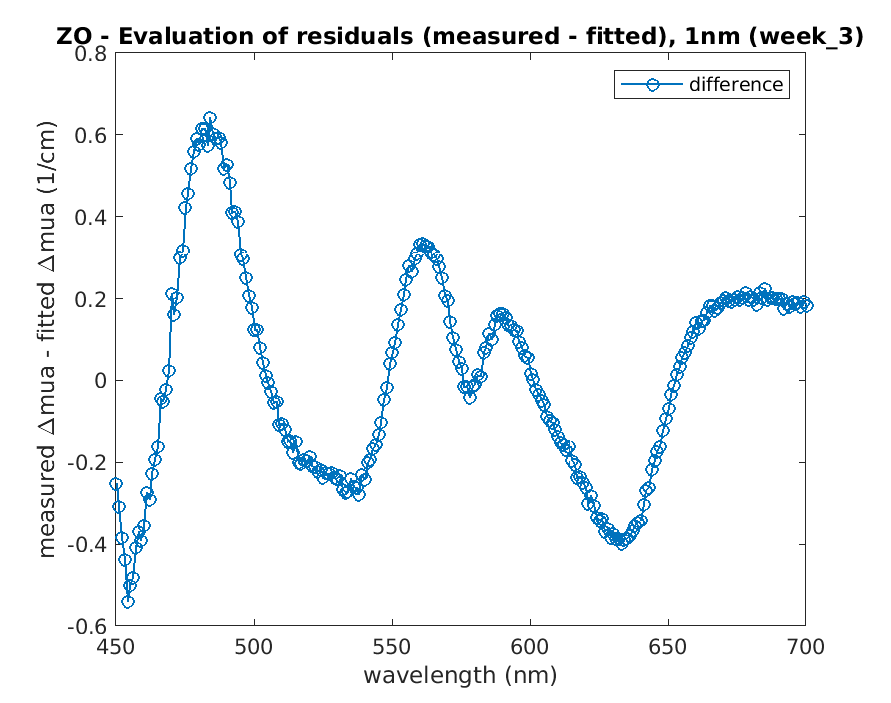 ZO - Evaluation of residuals (measured - fitted), 1nm (week_3)
difference
measured Δmua - fitted Δmua (1/cm)
0.8
0.6
0.4
0.2
0
-0.2
-0.4
-0.6
450 500 550 600 650 700
wavelength (nm)